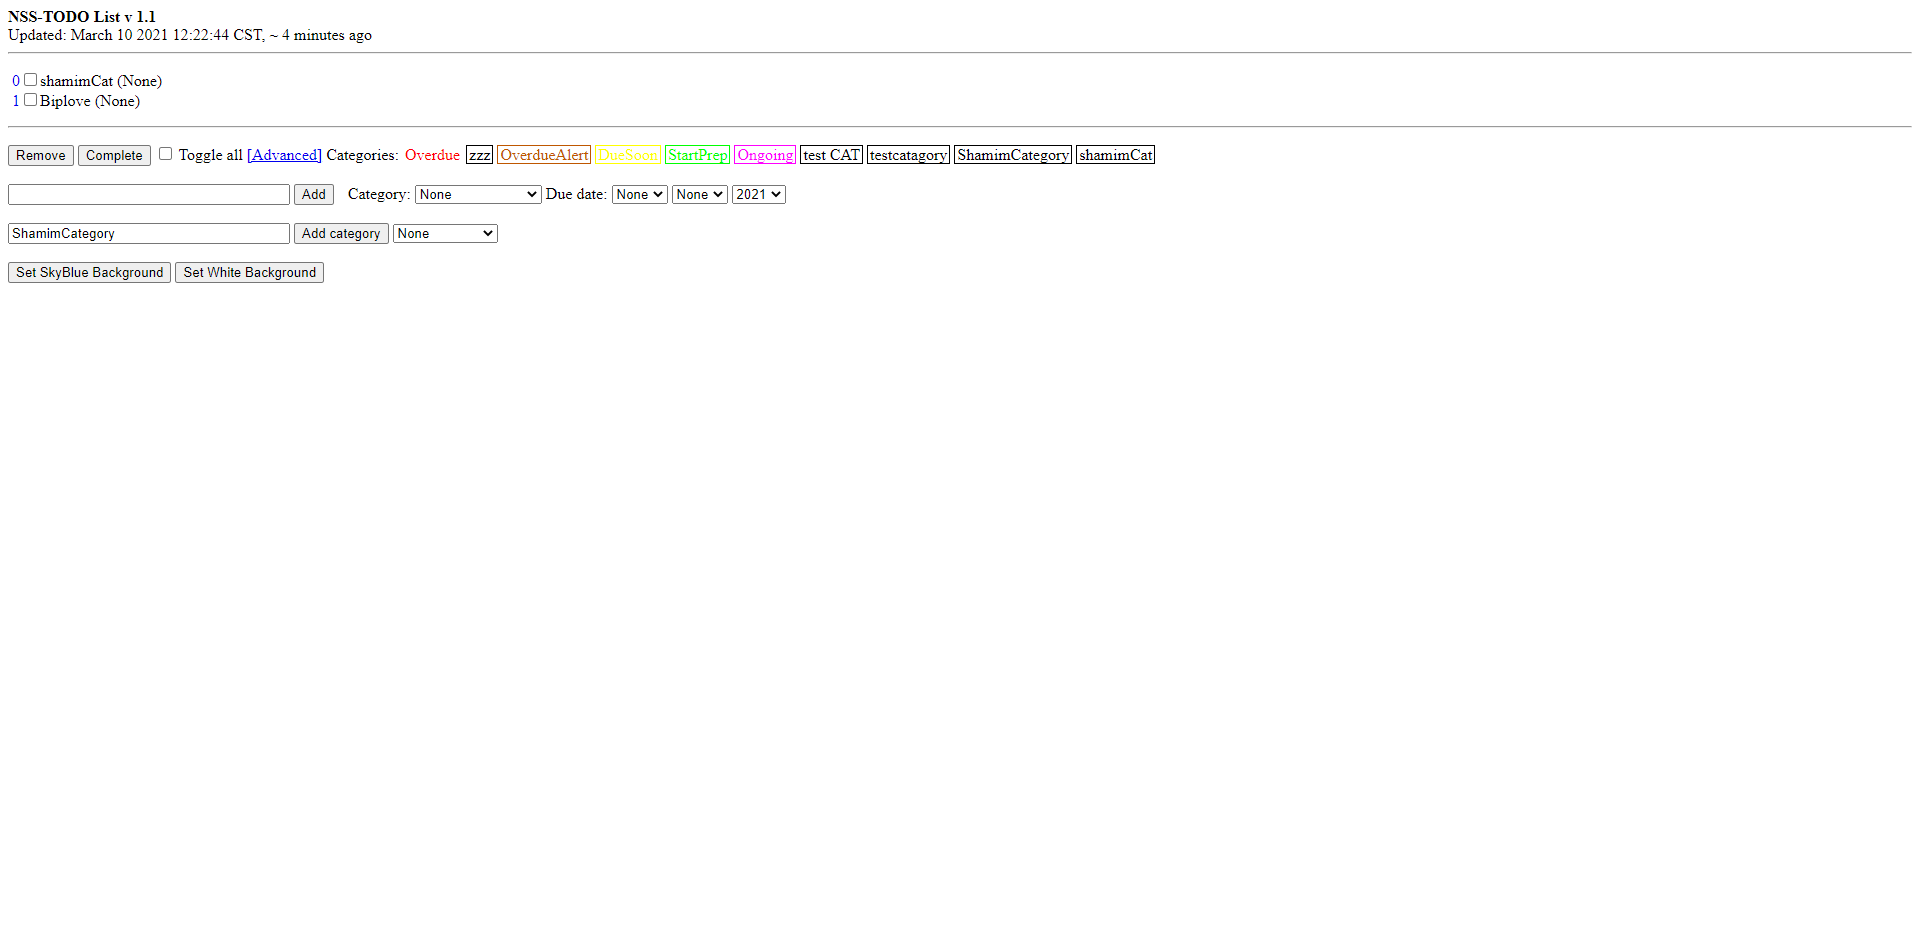 NSS-TODO List v 1.1
Updated: March 10 2021 12:22:44 CST, ~ 4 minutes ago
0 shamimCat (None)
1 Biplove (None)
Remove Complete Toggle all [Advanced] Categories: Overdue zzz OverdueAlert DueSoon StartPrep Ongoing test CAT testcatagory ShamimCategory shamimCat
Add Category: None Due date: None None 2021
ShamimCategory Add category None
Set SkyBlue Background Set White Background